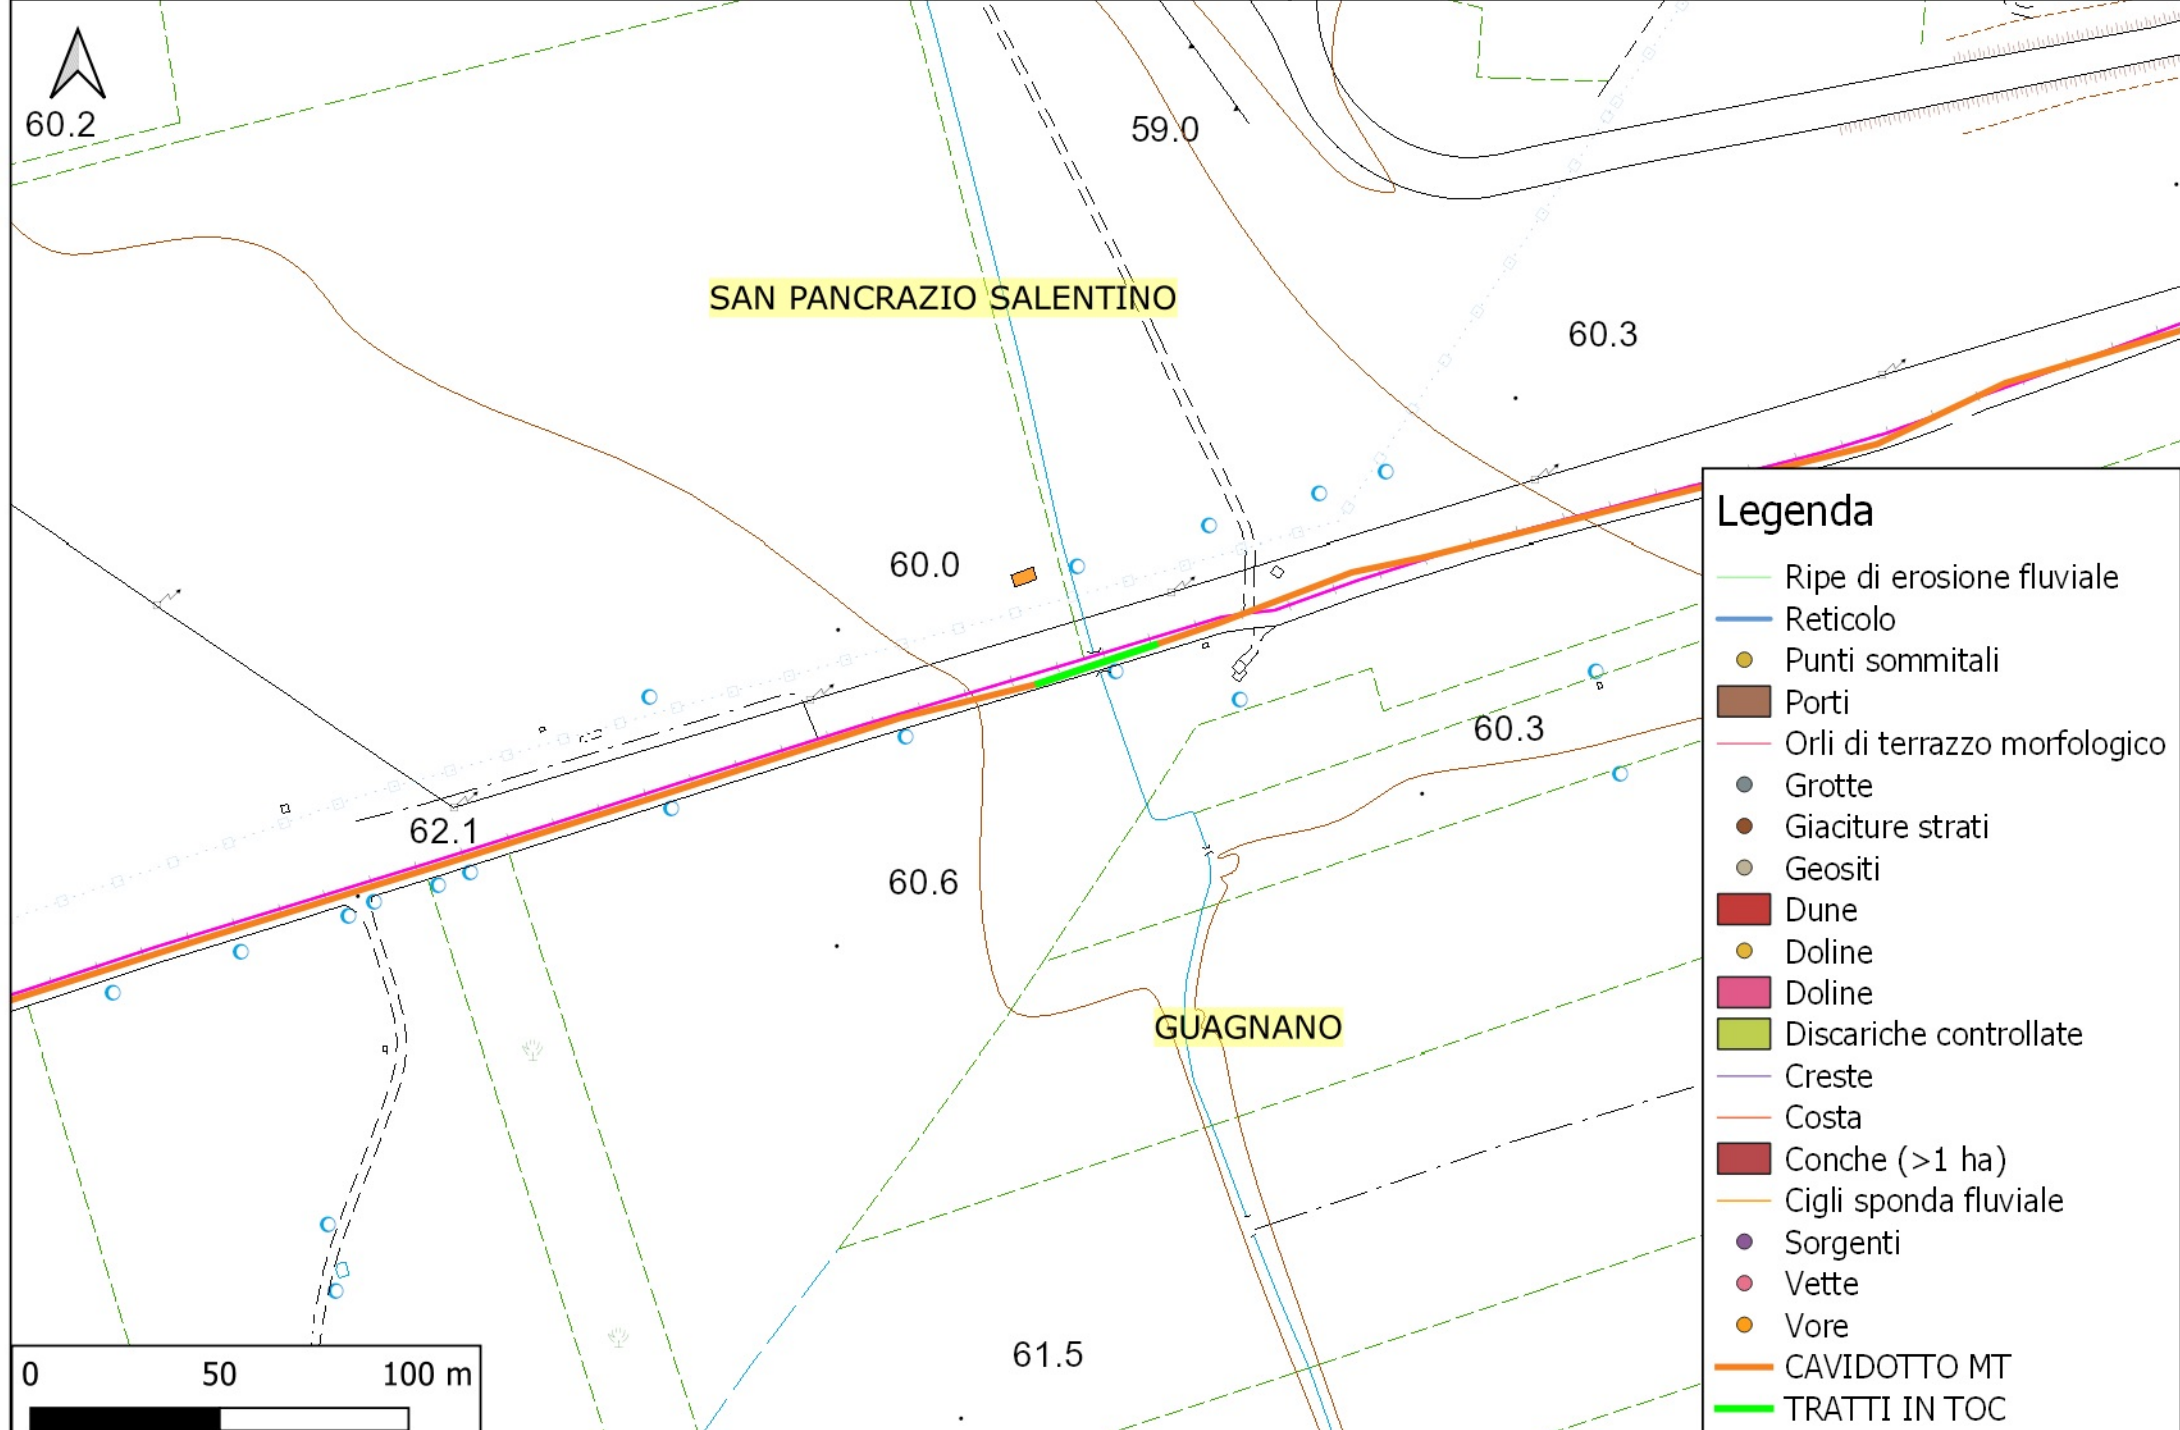 60.2
59.0
SAN PANCRAZIO SALENTINO
60.3
60.0
60.3
62.1
60.6
GUAGNANO
61.5
0 50 100 m
Legenda
Ripe di erosione fluviale
Reticolo
Punti sommitali
Porti
Orli di terrazzo morfologico
Grotte
Giaciture strati
Geositi
Dune
Doline
Doline
Discariche controllate
Creste
Costa
Conche (>1 ha)
Cigli sponda fluviale
Sorgenti
Vette
Vore
CAVIDOTTO MT
TRATTI IN TOC